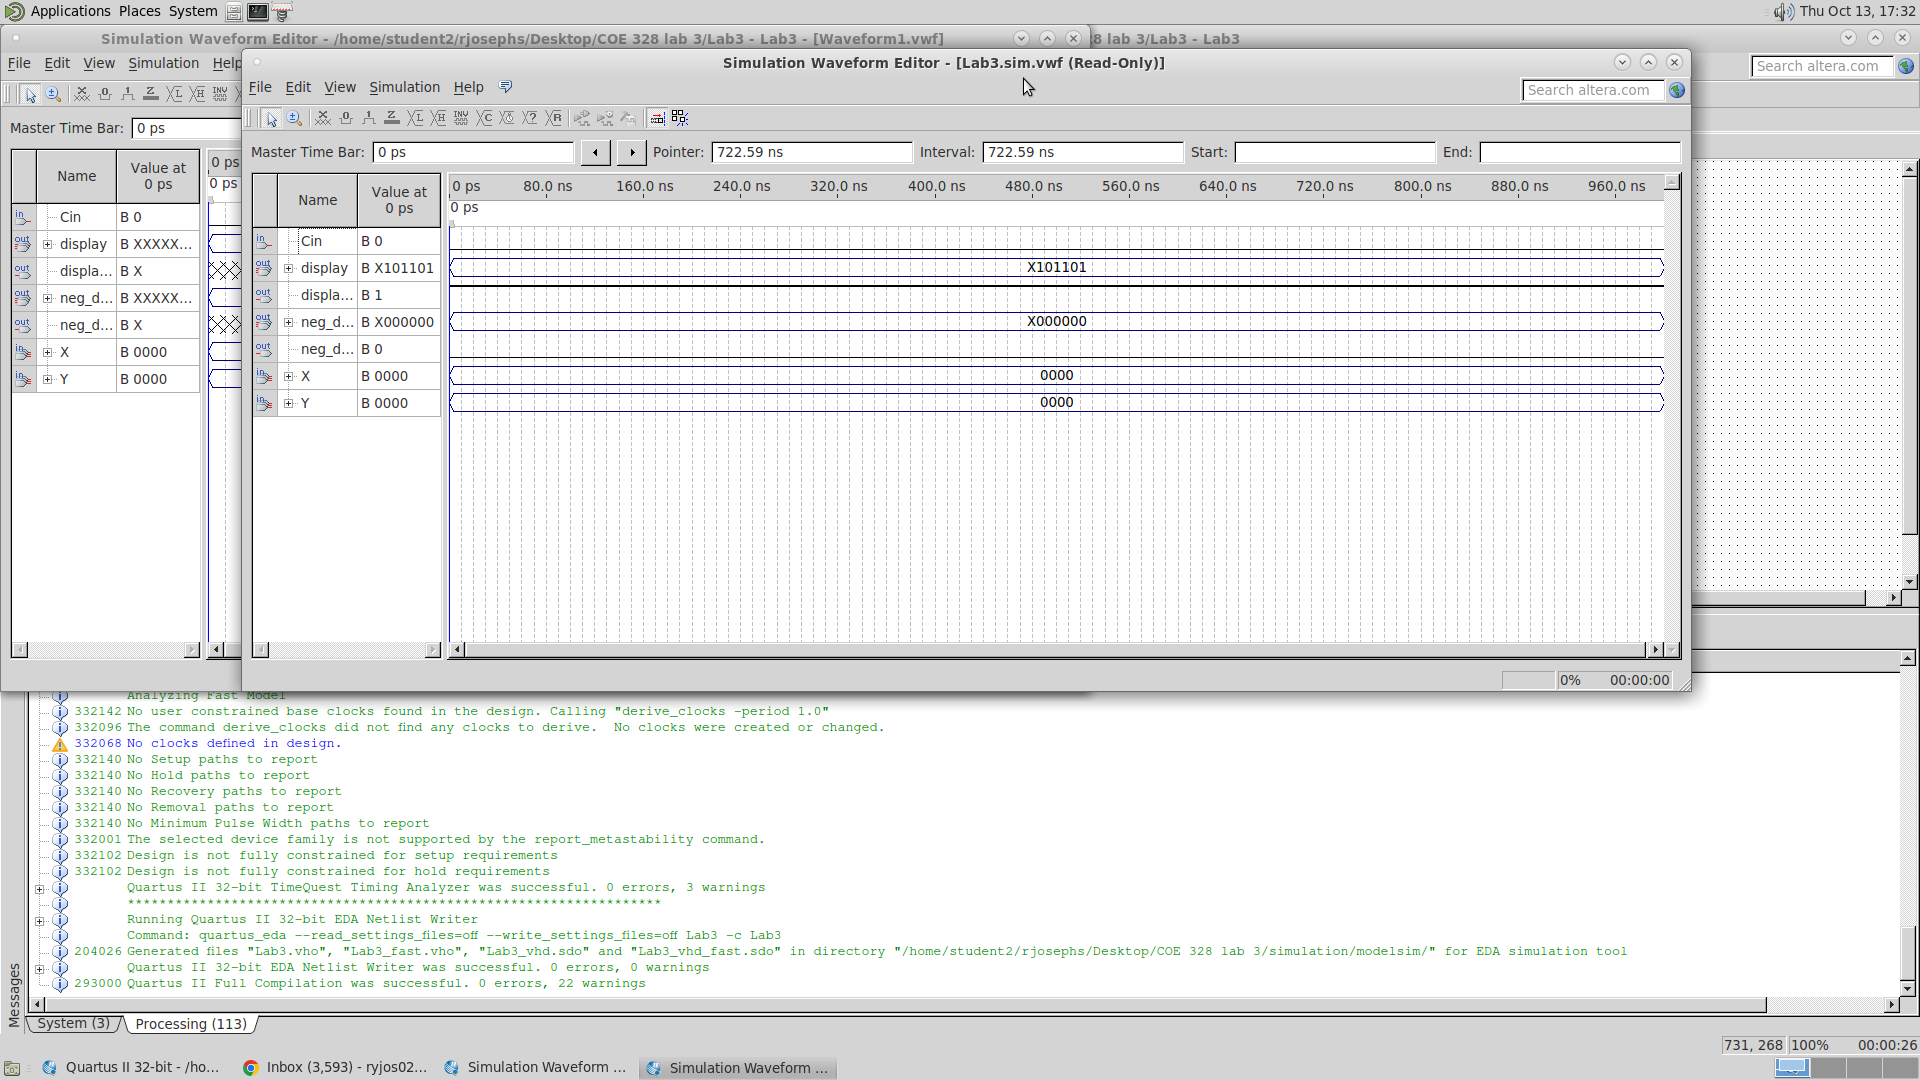 Applications Places System
Thu Oct 13, 17:32
Simulation Waveform Editor - /home/student2/rjosephs/Desktop/COE 328 lab 3/Lab3 - Lab3 - [Waveform1.vwf]
28 lab 3/Lab3 - Lab3
File Edit View Simulation Help
Search altera.com
Master Time Bar: 0 ps
Name Value at 0 ps
0 ps
0 ps
Cin B 0
display B XXXXX...
displa... B X
neg_d... B XXXXX...
neg_d... B X
X B 0000
Y B 0000
Simulation Waveform Editor - [Lab3.sim.vwf (Read-Only)]
File Edit View Simulation Help
Search altera.com
Master Time Bar: 0 ps Pointer: 722.59 ns Interval: 722.59 ns Start: End:
Name Value at 0 ps
0 ps 80.0 ns 160.0 ns 240.0 ns 320.0 ns 400.0 ns 480.0 ns 560.0 ns 640.0 ns 720.0 ns 800.0 ns 880.0 ns 960.0 ns
0 ps
Cin B 0
display B X101101 X101101
displa... B 1
neg_d... B X000000 X000000
neg_d... B 0
X B 0000 0000
Y B 0000 0000
0% 00:00:00
Analyzing Fast Model
332142 No user constrained base clocks found in the design. Calling "derive_clocks -period 1.0"
332096 The command derive_clocks did not find any clocks to derive. No clocks were created or changed.
332068 No clocks defined in design.
332140 No Setup paths to report
332140 No Hold paths to report
332140 No Recovery paths to report
332140 No Removal paths to report
332140 No Minimum Pulse Width paths to report
332001 The selected device family is not supported by the report_metastability command.
332102 Design is not fully constrained for setup requirements
332102 Design is not fully constrained for hold requirements
Quartus II 32-bit TimeQuest Timing Analyzer was successful. 0 errors, 3 warnings
*******************************************************************
Running Quartus II 32-bit EDA Netlist Writer
Command: quartus_eda --read_settings_files=off --write_settings_files=off Lab3 -c Lab3
204026 Generated files "Lab3.vho", "Lab3_fast.vho", "Lab3_vhd.sdo" and "Lab3_vhd_fast.sdo" in directory "/home/student2/rjosephs/Desktop/COE 328 lab 3/simulation/modelsim/" for EDA simulation tool
Quartus II 32-bit EDA Netlist Writer was successful. 0 errors, 0 warnings
293000 Quartus II Full Compilation was successful. 0 errors, 22 warnings
Messages
System (3) Processing (113)
731, 268 100% 00:00:26
Quartus II 32-bit - /ho... Inbox (3,593) - ryjos02... Simulation Waveform ... Simulation Waveform ...